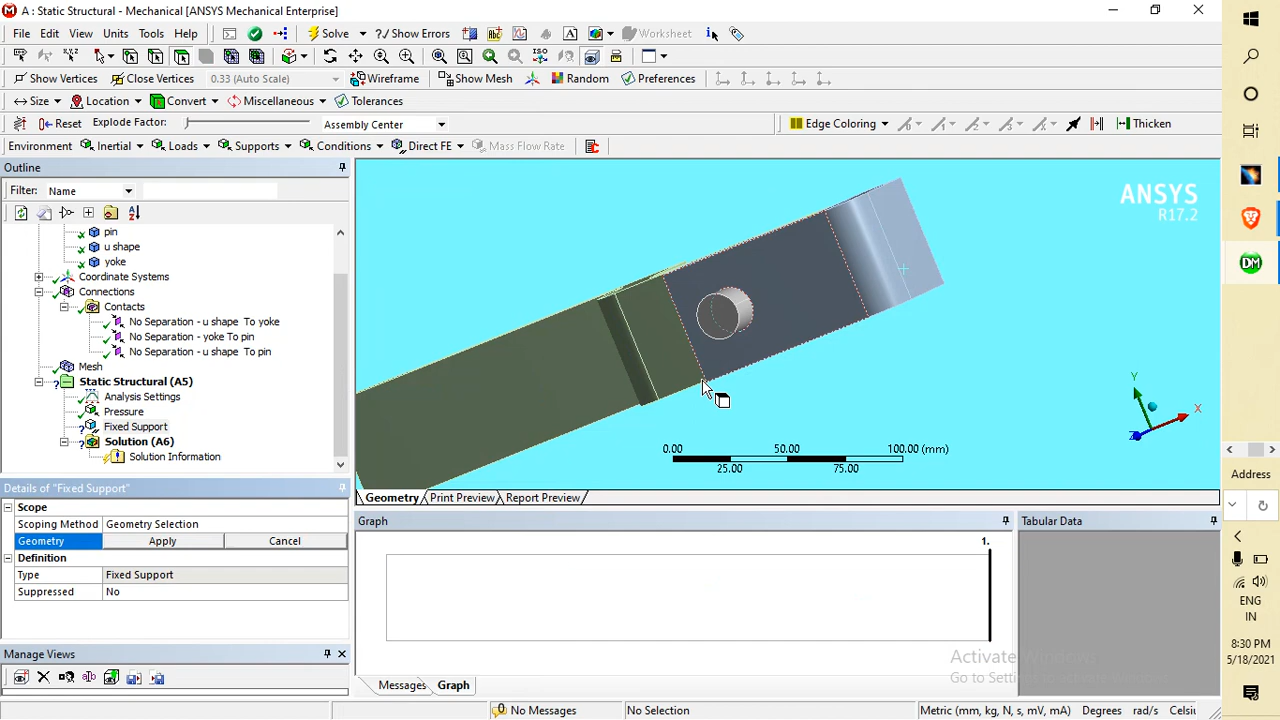 A : Static Structural - Mechanical [ANSYS Mechanical Enterprise]
File Edit View Units Tools Help Solve Show Errors Worksheet
Show Vertices Close Vertices 0.33 (Auto Scale) Wireframe Show Mesh Random Preferences
Size Location Convert Miscellaneous Tolerances
Reset Explode Factor: Assembly Center Edge Coloring Thicken
Environment Inertial Loads Supports Conditions Direct FE Mass Flow Rate
Outline
Filter: Name
pin
u shape
yoke
Coordinate Systems
Connections
Contacts
No Separation - u shape To yoke
No Separation - yoke To pin
No Separation - u shape To pin
Mesh
Static Structural (A5)
Analysis Settings
Pressure
Fixed Support
Solution (A6)
Solution Information
ANSYS
R17.2
Y
X
Z
0.00 50.00 100.00 (mm)
25.00 75.00
Geometry Print Preview Report Preview
Details of "Fixed Support"
Scope
Scoping Method Geometry Selection
Geometry Apply Cancel
Definition
Type Fixed Support
Suppressed No
Manage Views
Graph
1.
Tabular Data
Messages Graph
Activate Windows
No Messages No Selection Metric (mm, kg, N, s, mV, mA) Degrees rad/s Celsi
DM
Address
ENG
IN
8:30 PM
5/18/2021